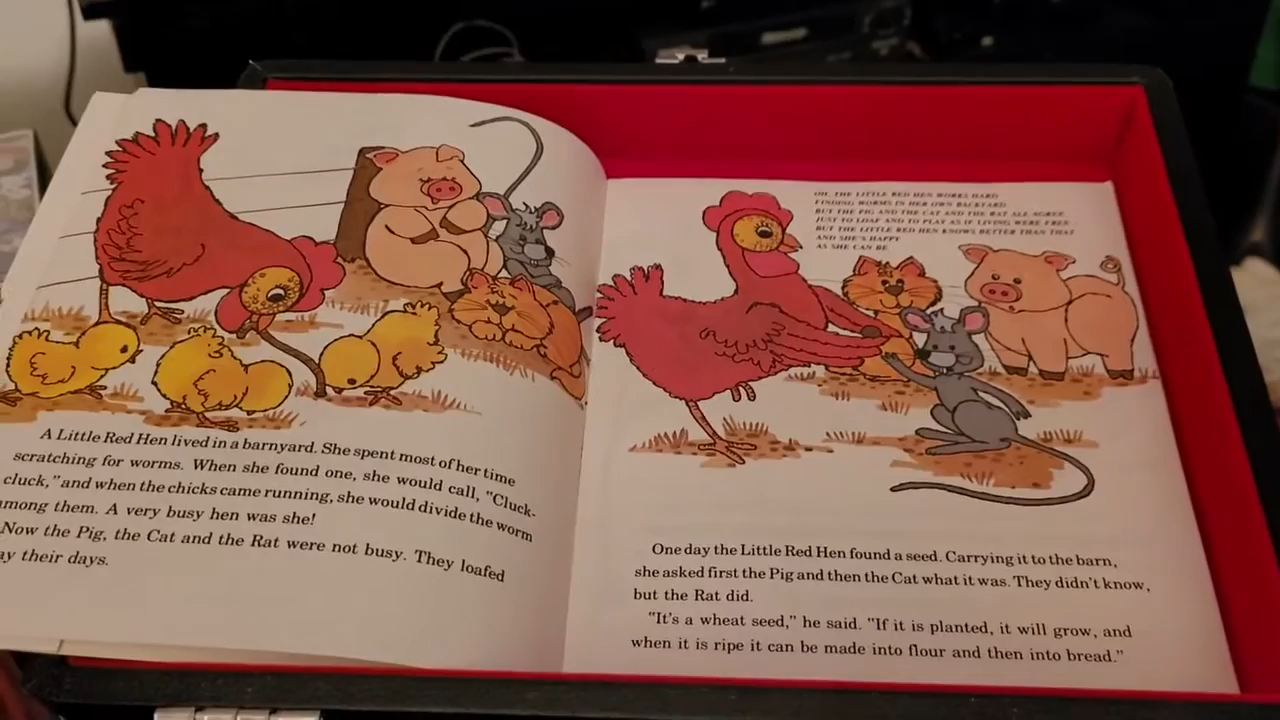 A Little Red Hen lived in a barnyard. She spent most of her time
scratching for worms. When she found one, she would call, "Cluck-
cluck," and when the chicks came running, she would divide the worm
among them. A very busy hen was she!
Now the Pig, the Cat and the Rat were not busy. They loafed
their days.
OH, THE LITTLE RED HEN WORKS HARD
FINDING WORMS IN HER OWN BACKYARD
BUT THE PIG AND THE CAT AND THE RAT ALL AGREE
JUST TO LOAF AND TO PLAY AS IF LIVING WERE FREE
BUT THE LITTLE RED HEN KNOWS BETTER THAN THAT
AND SHE'S HAPPY
AS SHE CAN BE
One day the Little Red Hen found a seed. Carrying it to the barn,
she asked first the Pig and then the Cat what it was. They didn't know,
but the Rat did.
"It's a wheat seed," he said. "If it is planted, it will grow, and
when it is ripe it can be made into flour and then into bread."